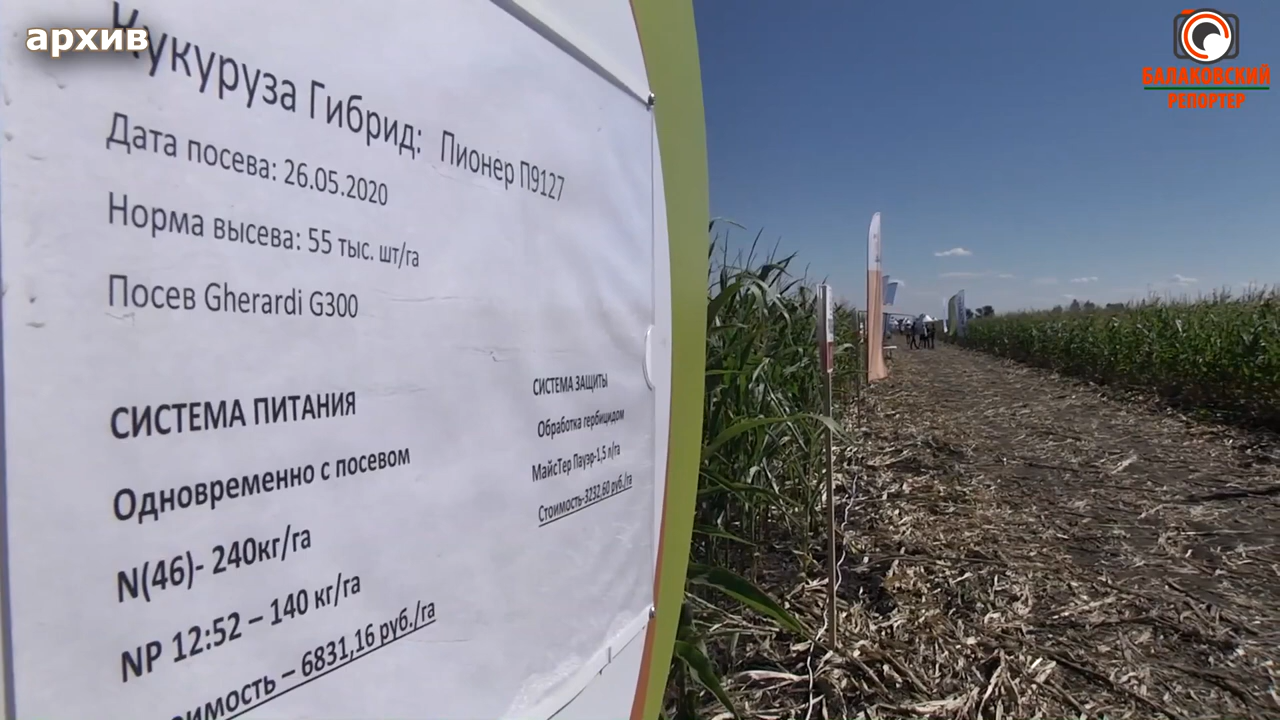 архив
БАЛАКОВСКИЙ
РЕПОРТЕР
Кукуруза Гибрид: Пионер П9127
Дата посева: 26.05.2020
Норма высева: 55 тыс. шт/га
Посев Gherardi G300
СИСТЕМА ПИТАНИЯ
Одновременно с посевом
N(46)- 240кг/га
NP 12:52 – 140 кг/га
оимость – 6831,16 руб./га
СИСТЕМА ЗАЩИТЫ
Обработка гербицидом
МайсТер Пауэр-1,5 л/га
Стоимость-3232,60 руб./га